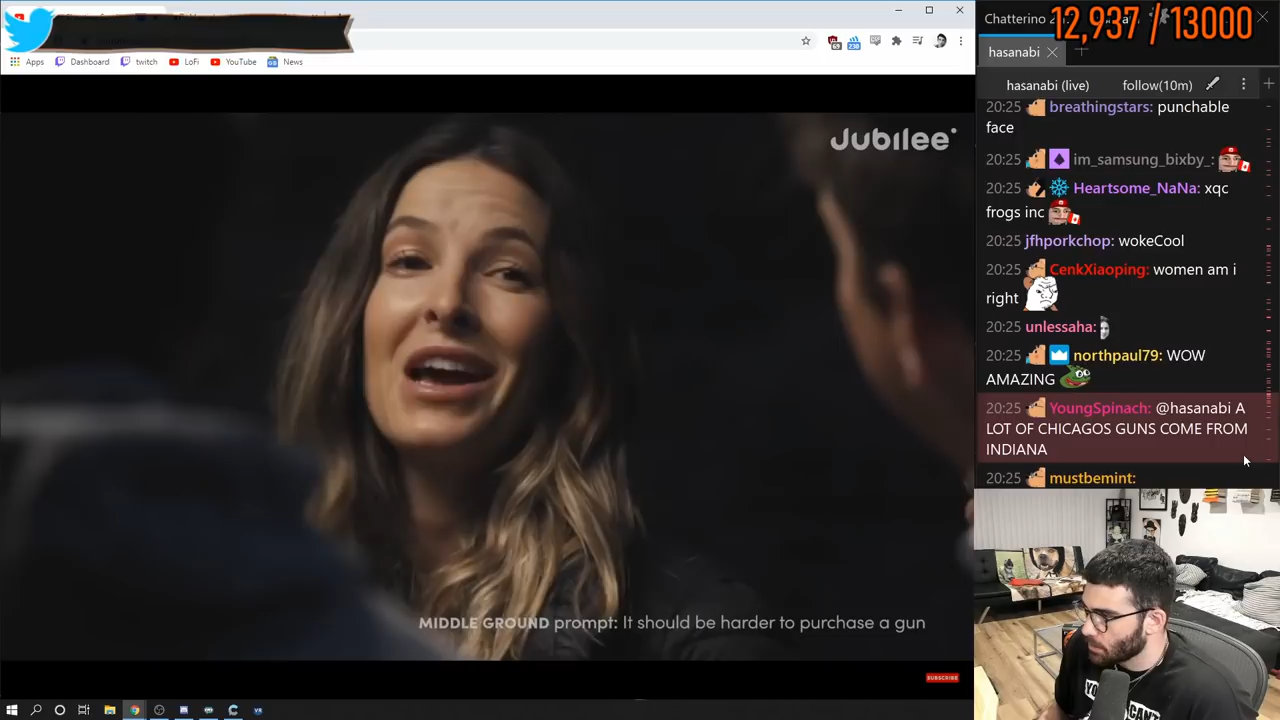 Apps
Dashboard
twitch
LoFi
YouTube
News
Jubilee
MIDDLE GROUND prompt: It should be harder to purchase a gun
SUBSCRIBE
12,937 / 13000
Chatterino
hasanabi
hasanabi (live) follow(10m)
20:25 breathingstars: punchable
face
20:25 im_samsung_bixby_:
20:25 Heartsome_NaNa: xqc
frogs inc
20:25 jfhporkchop: wokeCool
20:25 CenkXiaoping: women am i
right
20:25 unlessaha:
20:25 northpaul79: WOW
AMAZING
20:25 YoungSpinach: @hasanabi A
LOT OF CHICAGOS GUNS COME FROM
INDIANA
20:25 mustbemint: